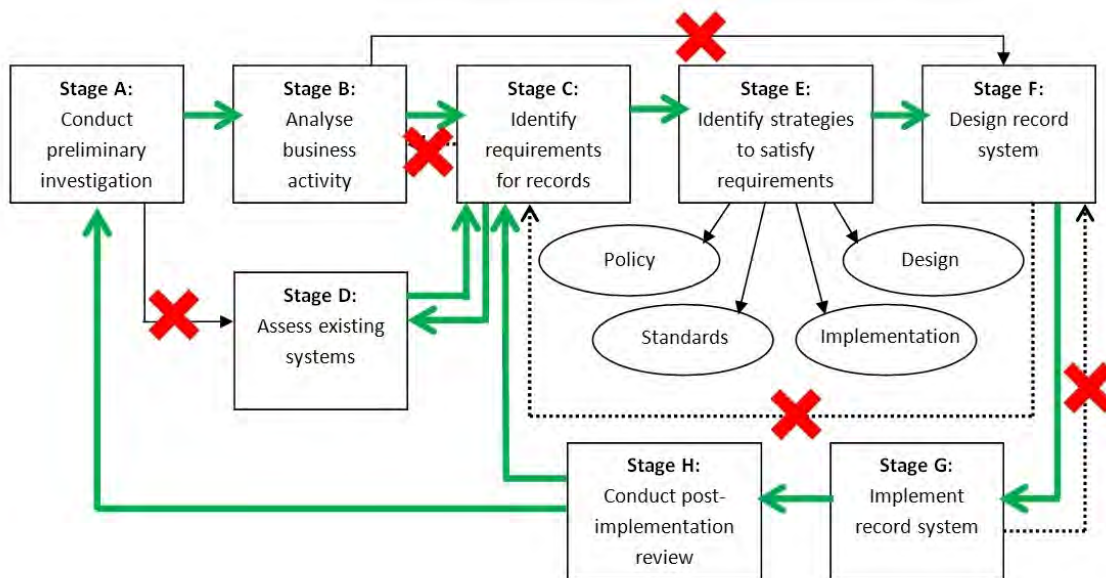 Stage A:
Conduct
preliminary
investigation
Stage B:
Analyse
business
activity
Stage C:
Identify
requirements
for records
Stage E:
Identify strategies
to satisfy
requirements
Stage F:
Design record
system
Stage D:
Assess existing
systems
Policy
Design
Standards
Implementation
Stage H:
Conduct post-
implementation
review
Stage G:
Implement
record system